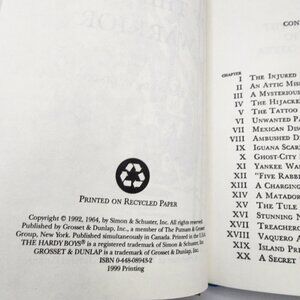 PRINTED ON RECYCLED PAPER
Copyright © 1992, 1964, by Simon & Schuster, Inc. All rights reserved.
Published by Grosset & Dunlap, Inc., a member of The Putnam & Grosset
Group, New York. Published simultaneously in Canada. Printed in the U.S.A.
THE HARDY BOYS® is a registered trademark of Simon & Schuster, Inc.
GROSSET & DUNLAP is a trademark of Grosset & Dunlap, Inc.
ISBN 0-448-08943-2
1999 Printing
CON
CHAPTER
I THE INJURED
II AN ATTIC MIS
III A MYSTERIOUS
IV THE HIJACKE
V THE TATTOO
VI UNWANTED PA
VII MEXICAN DIS
VIII AMBUSHED DI
IX IGUANA SCAR
X GHOST-CITY
XI YANKEE WAR
XII "FIVE RABBI
XIII A CHARGING
XIV A MATADOR
XV THE TULE
XVI STUNNING
XVII TREACHERO
XVIII VAQUERO A
XIX ISLAND PRI
XX A SECRET